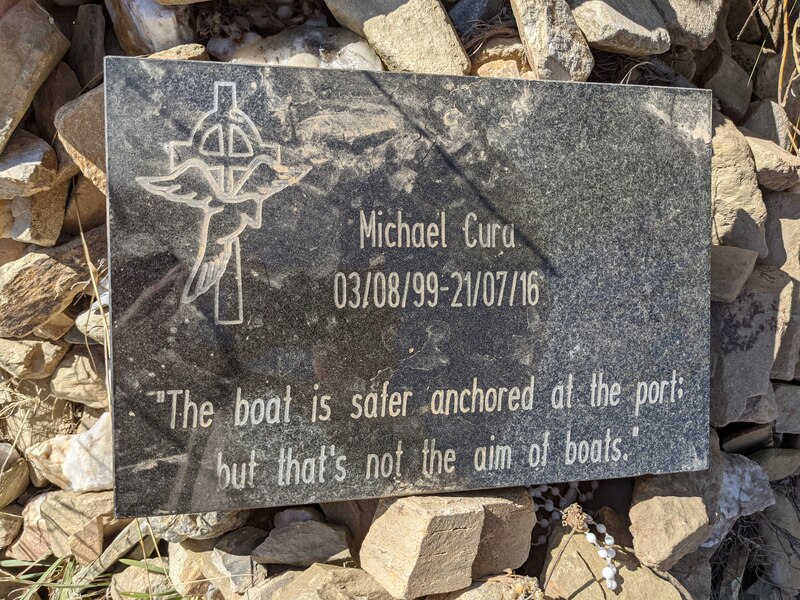 Michael Cura
03/08/99-21/07/16
"The boat is safer anchored at the port;
but that's not the aim of boats."